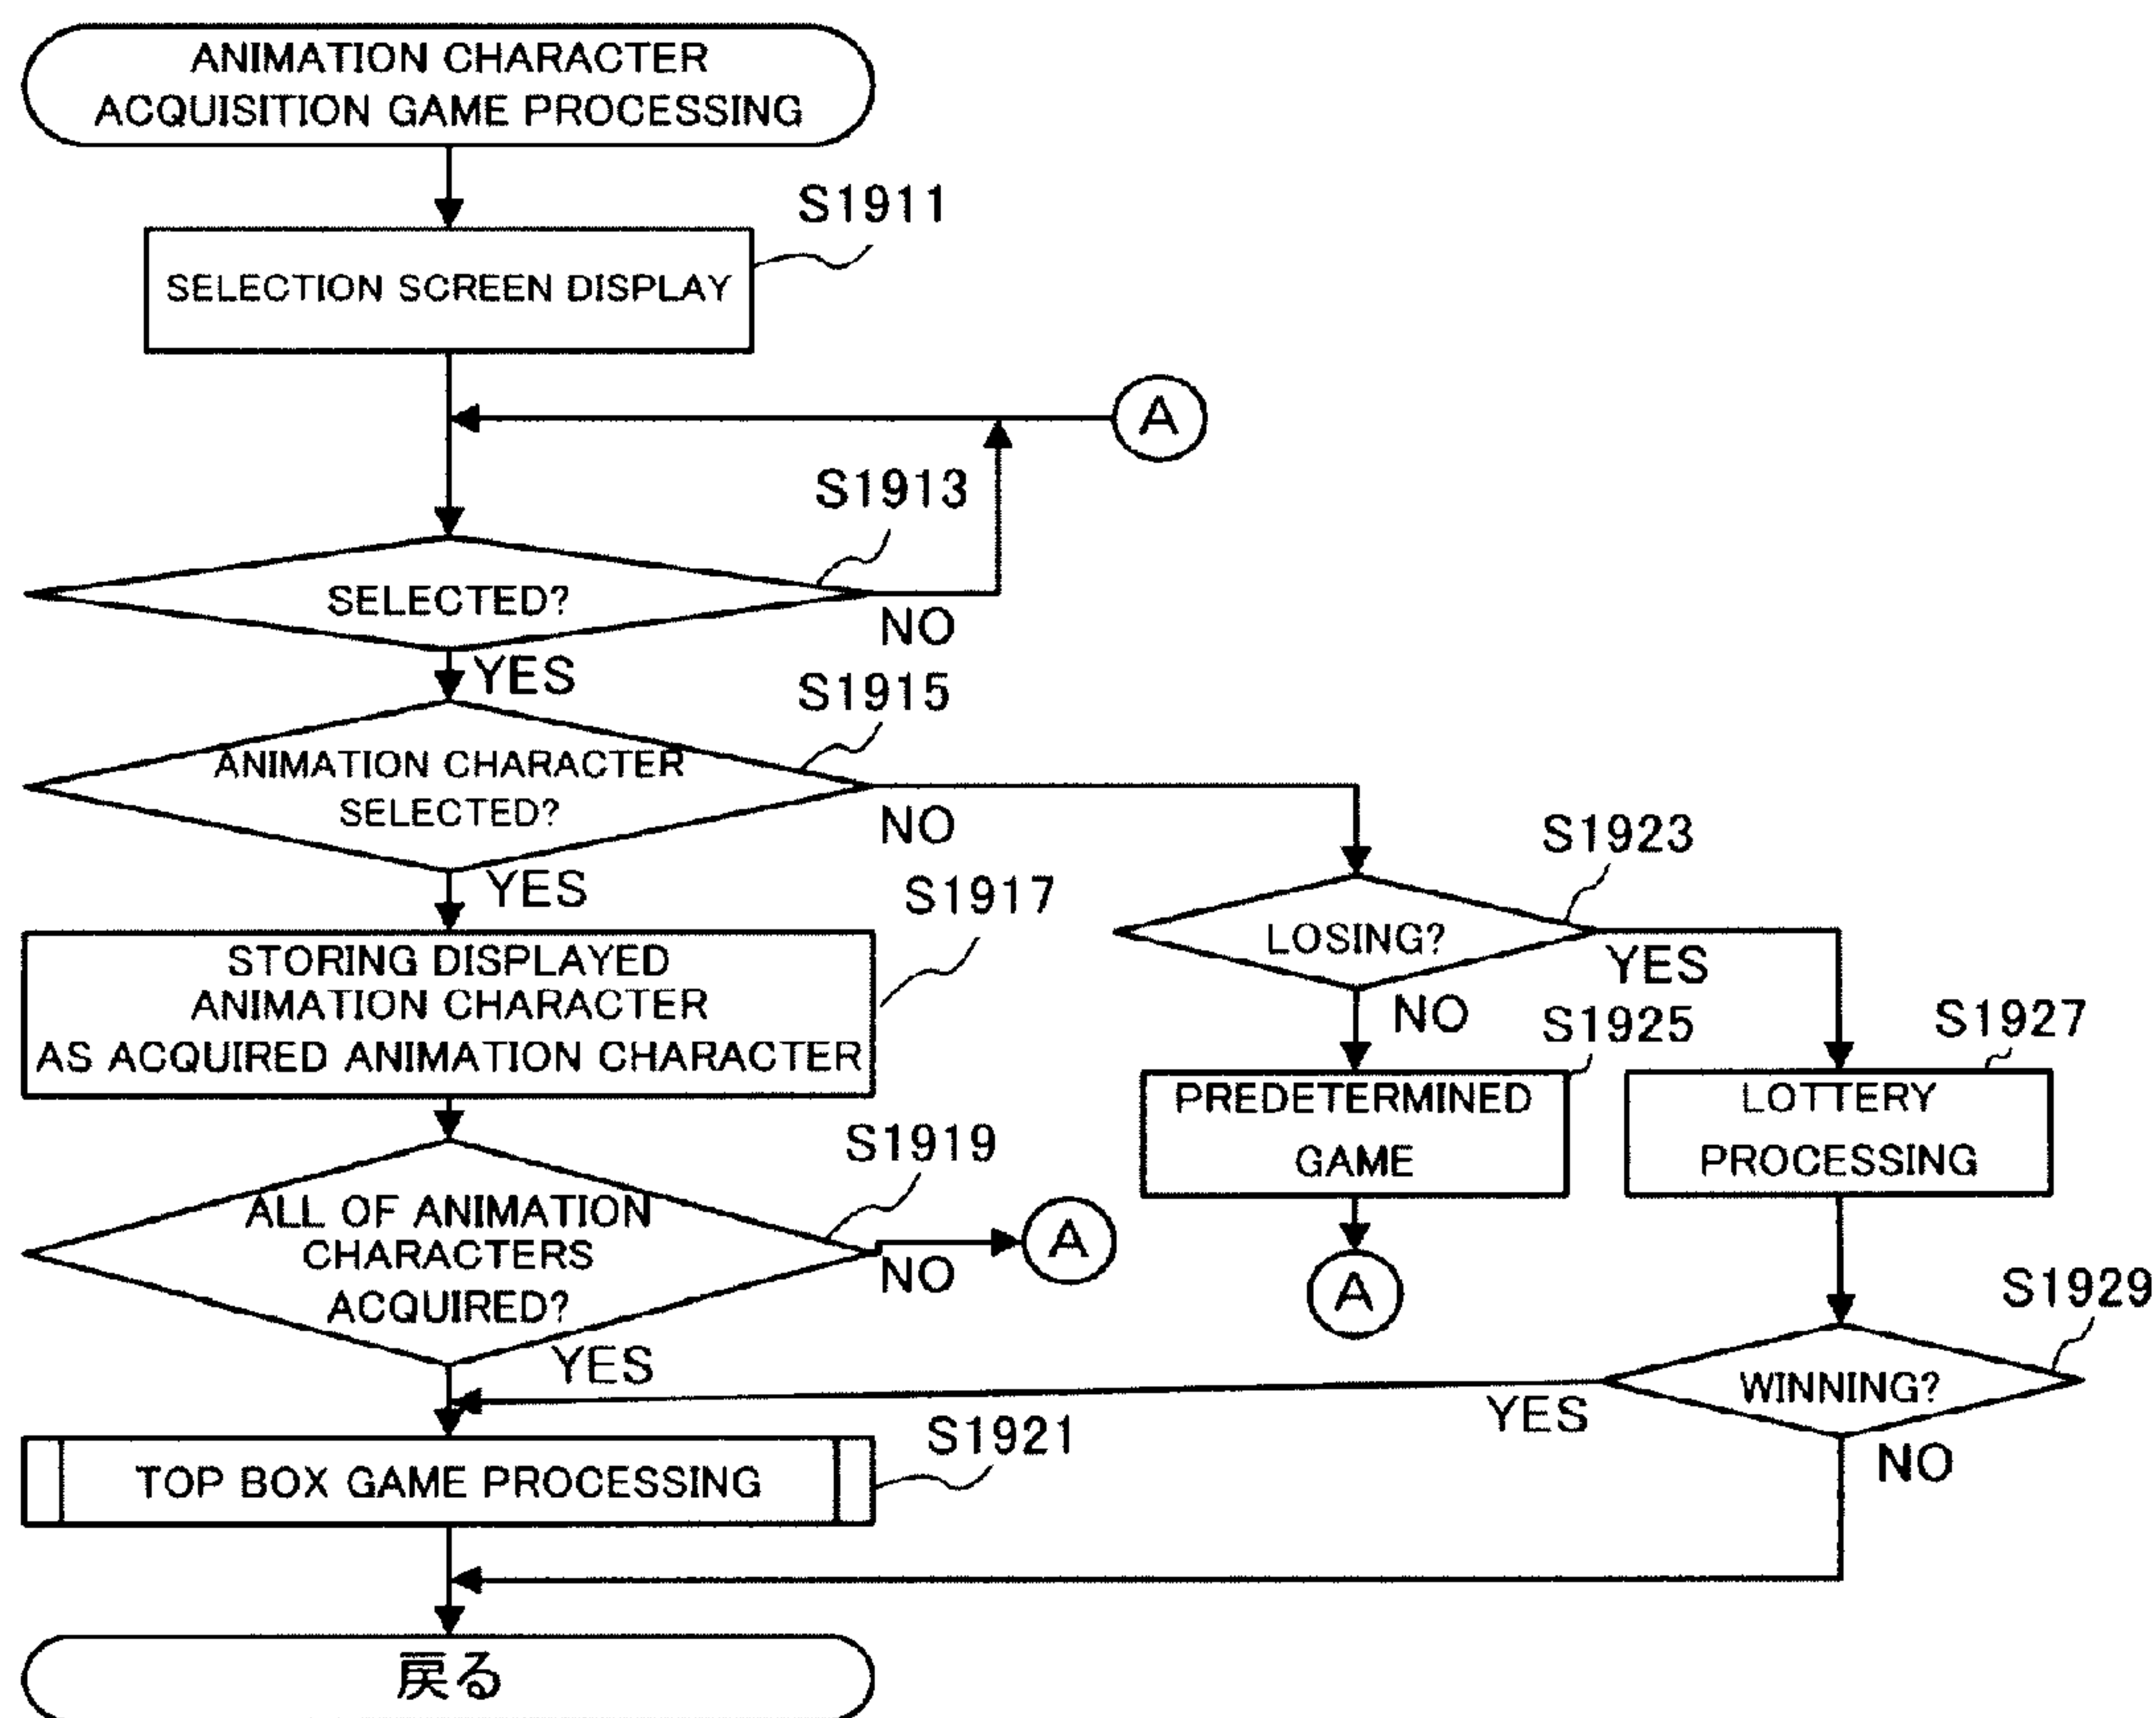 ANIMATION CHARACTER
ACQUISITION GAME PROCESSING
S1911
SELECTION SCREEN DISPLAY
A
S1913
SELECTED?
NO
YES
S1915
ANIMATION CHARACTER
SELECTED?
NO
YES
S1917
STORING DISPLAYED
ANIMATION CHARACTER
AS ACQUIRED ANIMATION CHARACTER
S1923
LOSING?
YES
NO
S1925
PREDETERMINED
GAME
A
S1927
LOTTERY
PROCESSING
S1919
ALL OF ANIMATION
CHARACTERS
ACQUIRED?
NO
A
YES
S1929
WINNING?
YES
NO
S1921
TOP BOX GAME PROCESSING
戻る